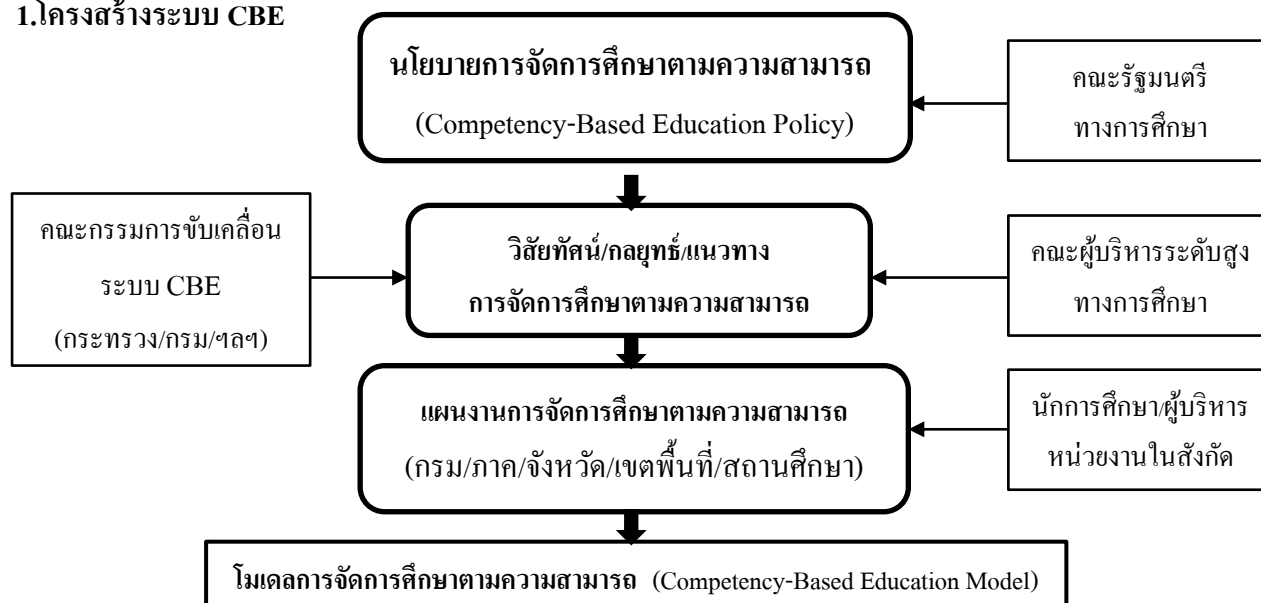 1.โครงสร้างระบบ CBE
นโยบายการจัดการศึกษาตามความสามารถ
(Competency-Based Education Policy)
คณะรัฐมนตรี
ทางการศึกษา
คณะกรรมการขับเคลื่อน
ระบบ CBE
(กระทรวง/กรม/ฯลฯ)
วิสัยทัศน์/กลยุทธ์/แนวทาง
การจัดการศึกษาตามความสามารถ
คณะผู้บริหารระดับสูง
ทางการศึกษา
แผนงานการจัดการศึกษาตามความสามารถ
(กรม/ภาค/จังหวัด/เขตพื้นที่/สถานศึกษา)
นักการศึกษา/ผู้บริหาร
หน่วยงานในสังกัด
โมเดลการจัดการศึกษาตามความสามารถ (Competency-Based Education Model)